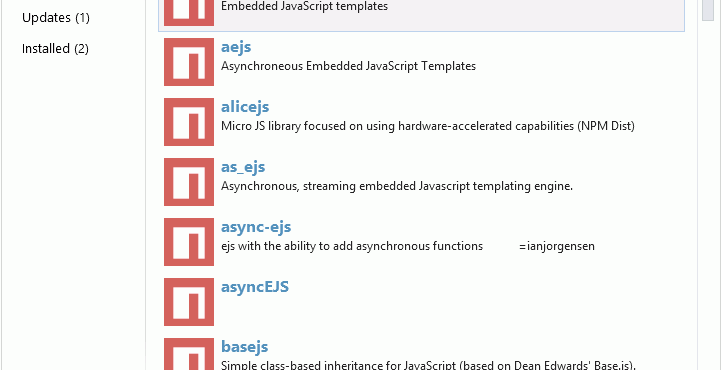 Updates (1)
Installed (2)
Embedded JavaScript templates
aejs
Asynchroneous Embedded JavaScript Templates
alicejs
Micro JS library focused on using hardware-accelerated capabilities (NPM Dist)
as_ejs
Asynchronous, streaming embedded Javascript templating engine.
async-ejs
ejs with the ability to add asynchronous functions =ianjorgensen
asyncEJS
basejs
Simple class-based inheritance for JavaScript (based on Dean Edwards' Base.js).